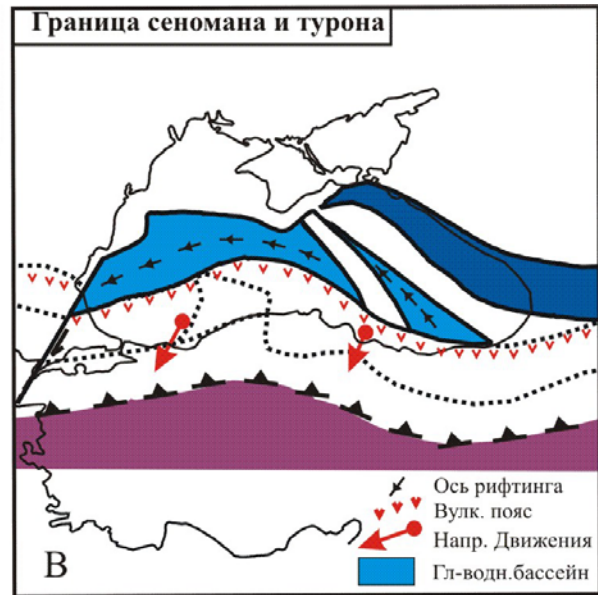 Граница сеномана и турона
Ось рифтинга
Вулк. пояс
Напр. Движения
Гл-водн.бассейн
В